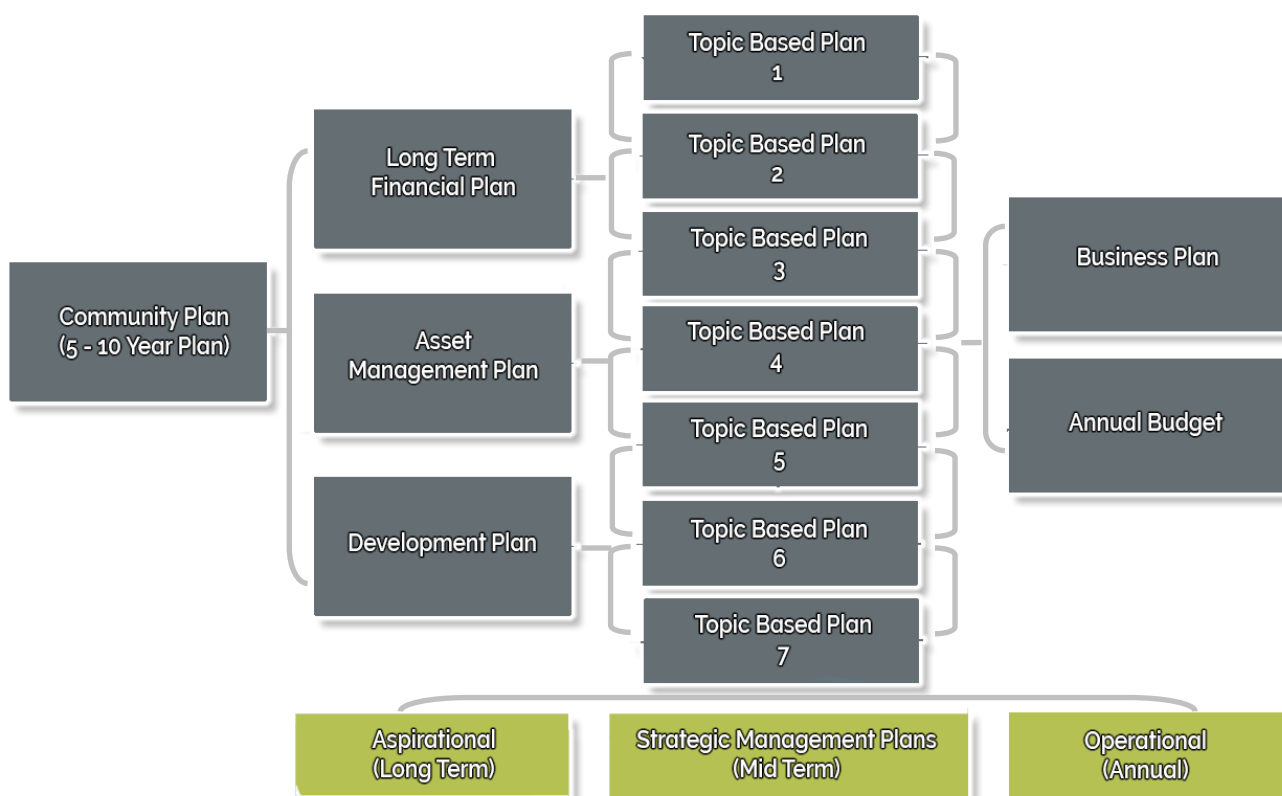 Community Plan
(5 - 10 Year Plan)
Long Term
Financial Plan
Asset
Management Plan
Development Plan
Topic Based Plan
1
Topic Based Plan
2
Topic Based Plan
3
Topic Based Plan
4
Topic Based Plan
5
Topic Based Plan
6
Topic Based Plan
7
Business Plan
Annual Budget
Aspirational
(Long Term)
Strategic Management Plans
(Mid Term)
Operational
(Annual)